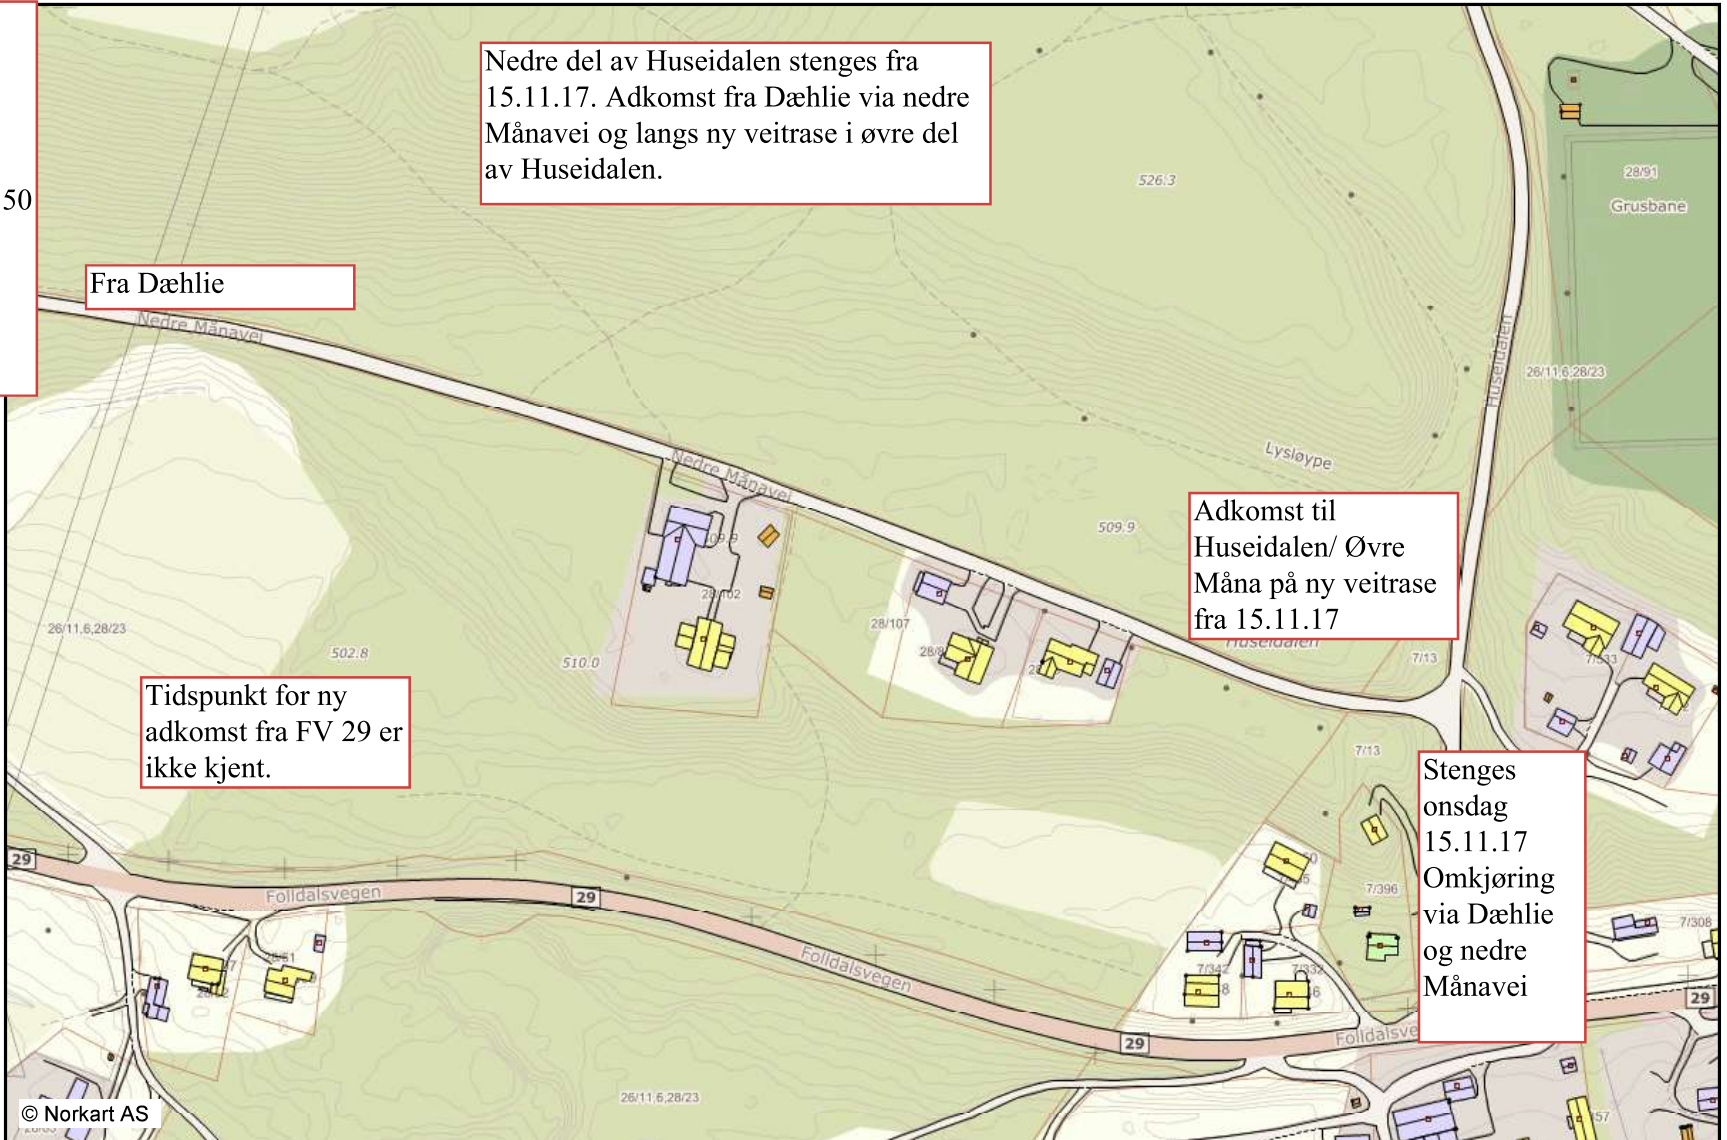 50
Nedre del av Huseidalen stenges fra
15.11.17. Adkomst fra Dæhlie via nedre
Månavei og langs ny veitrase i øvre del
av Huseidalen.
526.3
28/91
Grusbane
Fra Dæhlie
Nedre Månavei
Huseidalen
26/11,6,28/23
Lysløype
Nedre Månavei
509.9
Adkomst til
Huseidalen/ Øvre
Måna på ny veitrase
fra 15.11.17
Huseidalen
28/102
28/107
26/11,6,28/23
502.8
510.0
7/13
Tidspunkt for ny
adkomst fra FV 29 er
ikke kjent.
7/13
Stenges
onsdag
15.11.17
Omkjøring
via Dæhlie
og nedre
Månavei
29
Folldalsvegen
29
7/396
7/308
Folldalsvegen
7/342
7/332
29
29
26/11,6,28/23
© Norkart AS